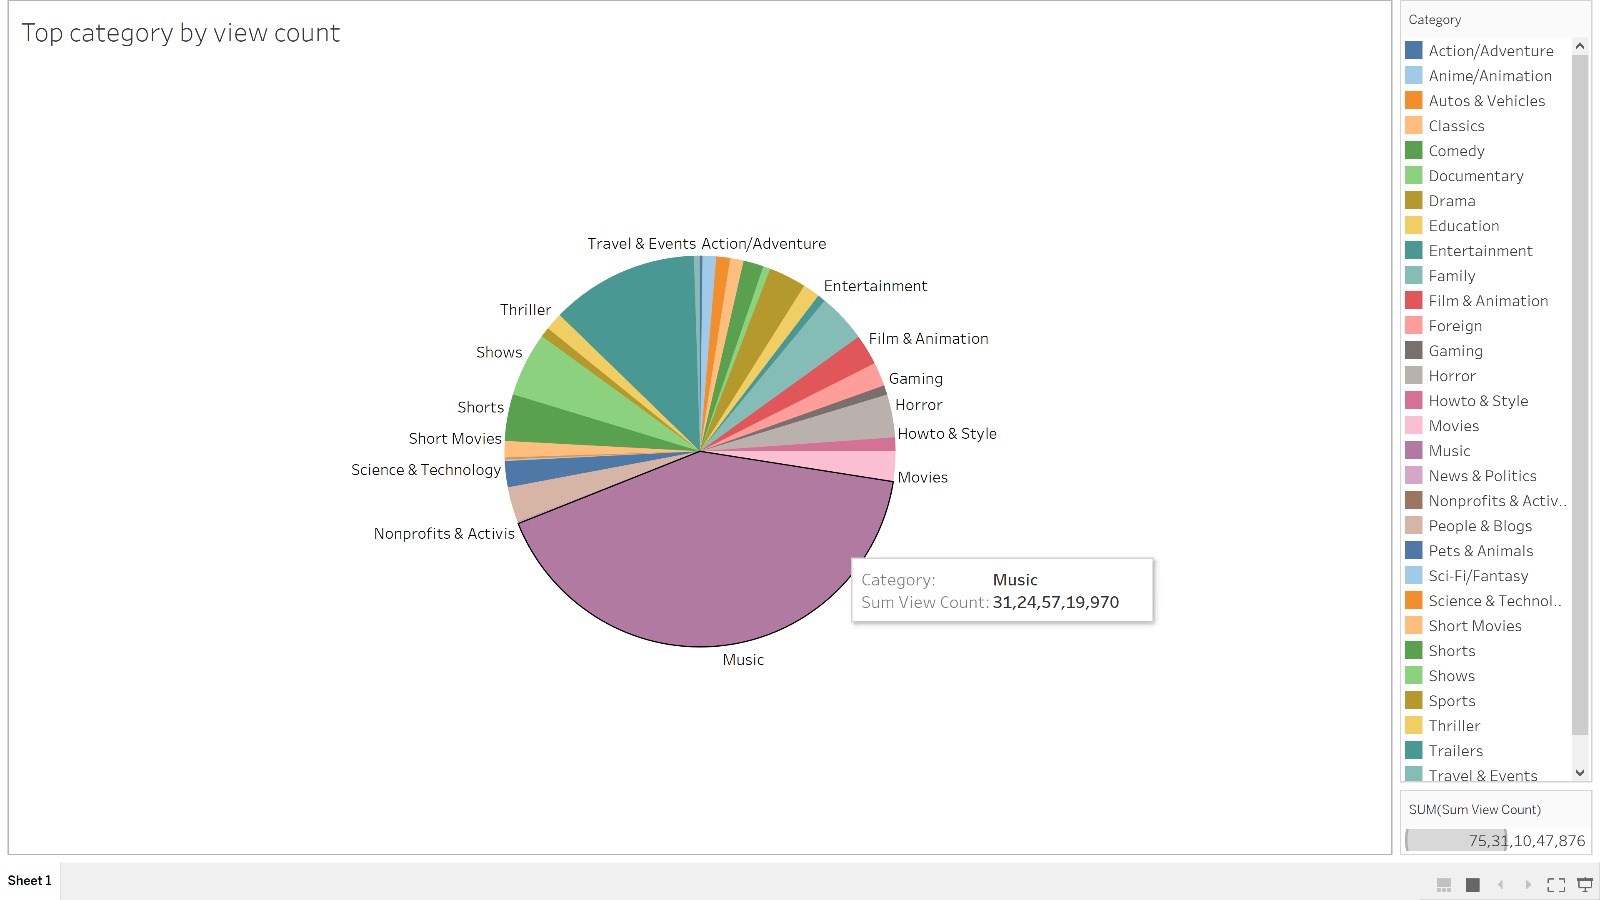 Top category by view count
Travel & Events
Action/Adventure
Entertainment
Thriller
Film & Animation
Shows
Gaming
Horror
Shorts
Howto & Style
Short Movies
Science & Technology
Movies
Nonprofits & Activis
Category: Music
Sum View Count: 31,24,57,19,970
Music
Category
Action/Adventure
Anime/Animation
Autos & Vehicles
Classics
Comedy
Documentary
Drama
Education
Entertainment
Family
Film & Animation
Foreign
Gaming
Horror
Howto & Style
Movies
Music
News & Politics
Nonprofits & Activ..
People & Blogs
Pets & Animals
Sci-Fi/Fantasy
Science & Technol..
Short Movies
Shorts
Shows
Sports
Thriller
Trailers
Travel & Events
SUM(Sum View Count)
75,31,10,47,876
Sheet 1